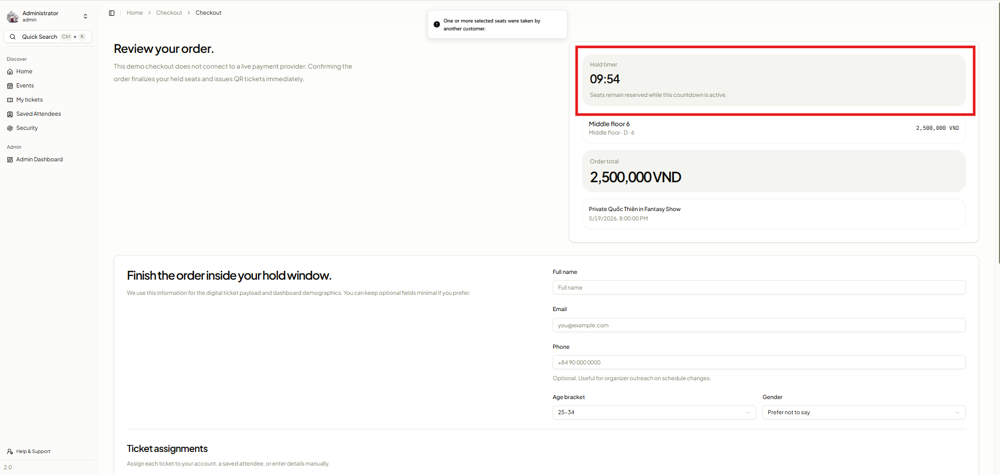 Administrator
admin
Quick Search Ctrl + K
Discover
Home
Events
My tickets
Saved Attendees
Security
Admin
Admin Dashboard
Help & Support
2.0
Home > Checkout > Checkout
One or more selected seats were taken by
another customer.
Review your order.
This demo checkout does not connect to a live payment provider. Confirming the
order finalizes your held seats and issues QR tickets immediately.
Hold timer
09:54
Seats remain reserved while this countdown is active.
Middle floor 6
Middle floor · D · 6
2,500,000 VND
Order total
2,500,000 VND
Private Quốc Thiên in Fantasy Show
5/19/2026, 8:00:00 PM
Finish the order inside your hold window.
We use this information for the digital ticket payload and dashboard demographics. You can keep optional fields minimal if you prefer.
Full name
Full name
Email
you@example.com
Phone
+84 90 000 0000
Optional. Useful for organizer outreach on schedule changes.
Age bracket
25–34
Gender
Prefer not to say
Ticket assignments
Assign each ticket to your account, a saved attendee, or enter details manually.